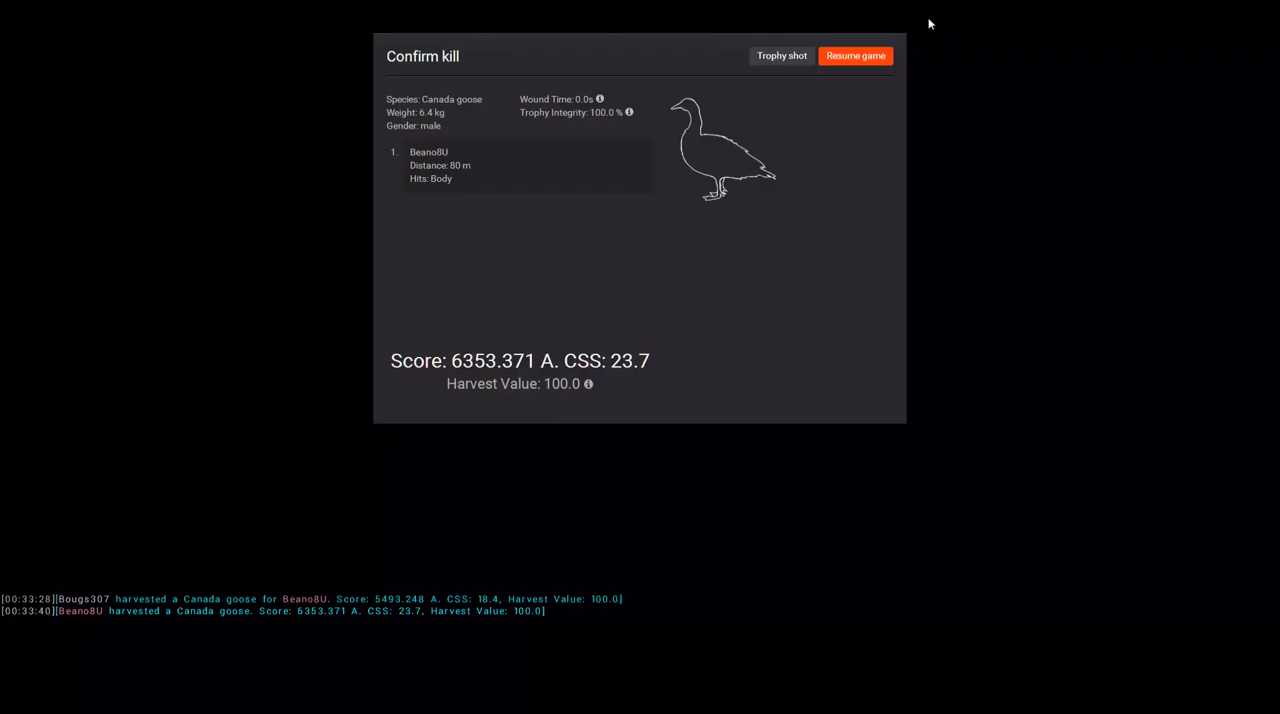 Confirm kill
Trophy shot
Resume game
Species: Canada goose
Weight: 6.4 kg
Gender: male
Wound Time: 0.0s
Trophy Integrity: 100.0 %
1.
Beano8U
Distance: 80 m
Hits: Body
Score: 6353.371 A. CSS: 23.7
Harvest Value: 100.0
[00:33:28][Bougs307 harvested a Canada goose for Beano8U. Score: 5493.248 A. CSS: 18.4, Harvest Value: 100.0]
[00:33:40][Beano8U harvested a Canada goose. Score: 6353.371 A. CSS: 23.7, Harvest Value: 100.0]